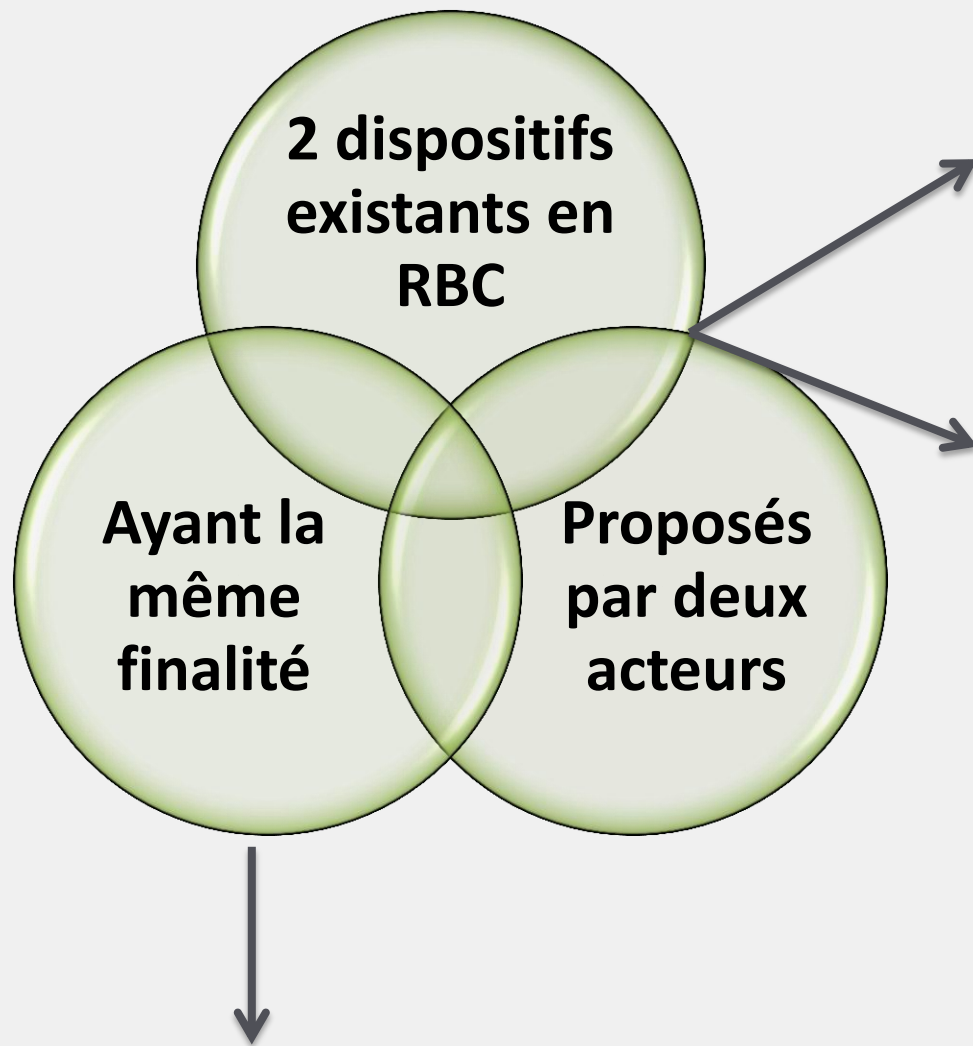 2 dispositifs
existants en
RBC
Ayant la
même
finalité
Proposés
par deux
acteurs